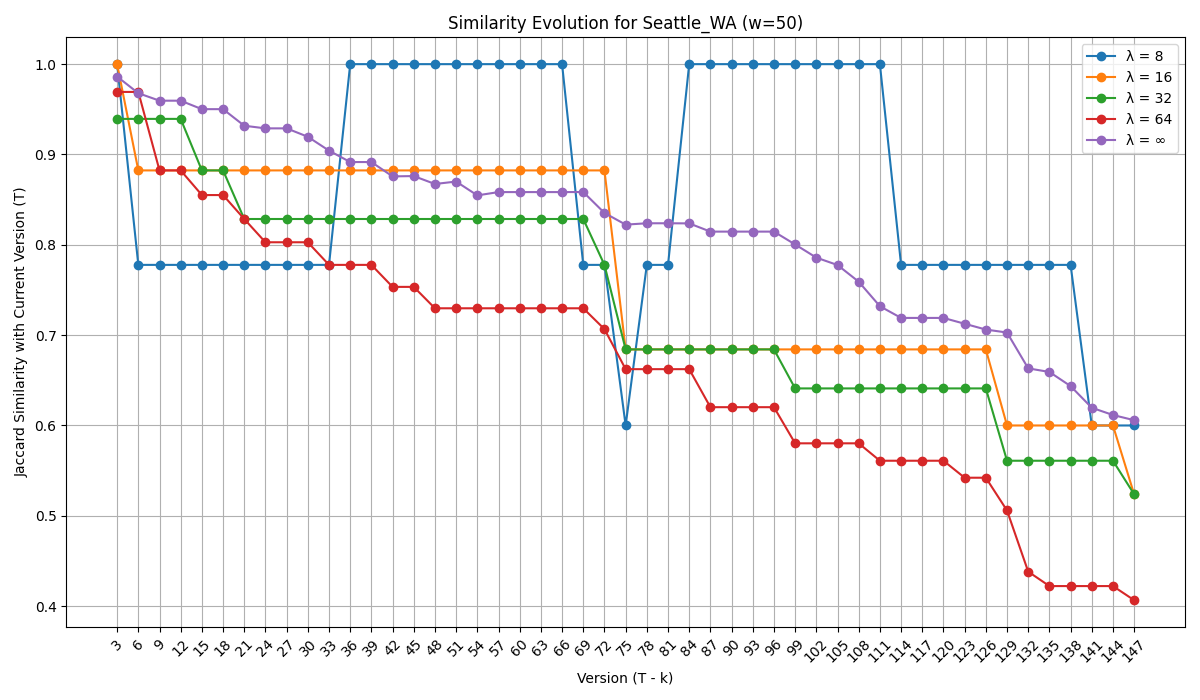 Similarity Evolution for Seattle_WA (w=50)
λ = 8
λ = 16
λ = 32
λ = 64
λ = ∞
Jaccard Similarity with Current Version (T)
1.0
0.9
0.8
0.7
0.6
0.5
0.4
3 6 9 12 15 18 21 24 27 30 33 36 39 42 45 48 51 54 57 60 63 66 69 72 75 78 81 84 87 90 93 96 99 102 105 108 111 114 117 120 123 126 129 132 135 138 141 144 147
Version (T - k)